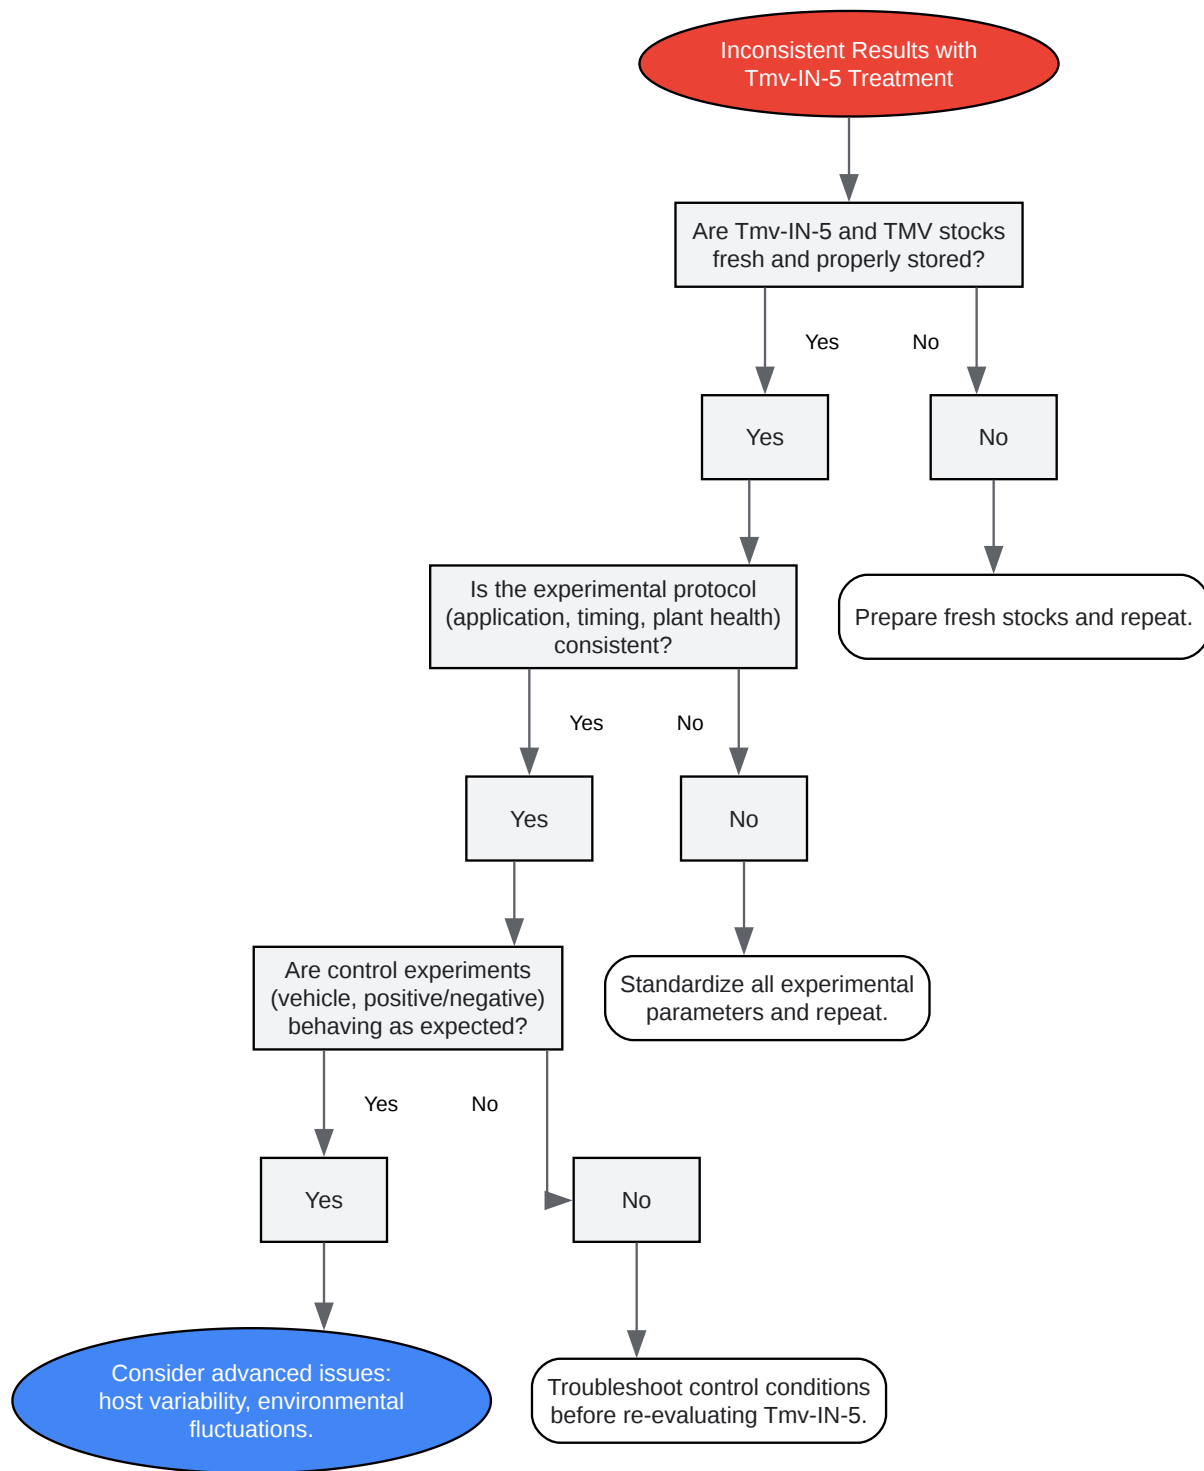 Inconsistent Results with
Tmv-IN-5 Treatment
Are Tmv-IN-5 and TMV stocks
fresh and properly stored?
Yes
No
Yes
No
Is the experimental protocol
(application, timing, plant health)
consistent?
Prepare fresh stocks and repeat.
Yes
No
Yes
No
Are control experiments
(vehicle, positive/negative)
behaving as expected?
Standardize all experimental
parameters and repeat.
Yes
No
Yes
No
Consider advanced issues:
host variability, environmental
fluctuations.
Troubleshoot control conditions
before re-evaluating Tmv-IN-5.